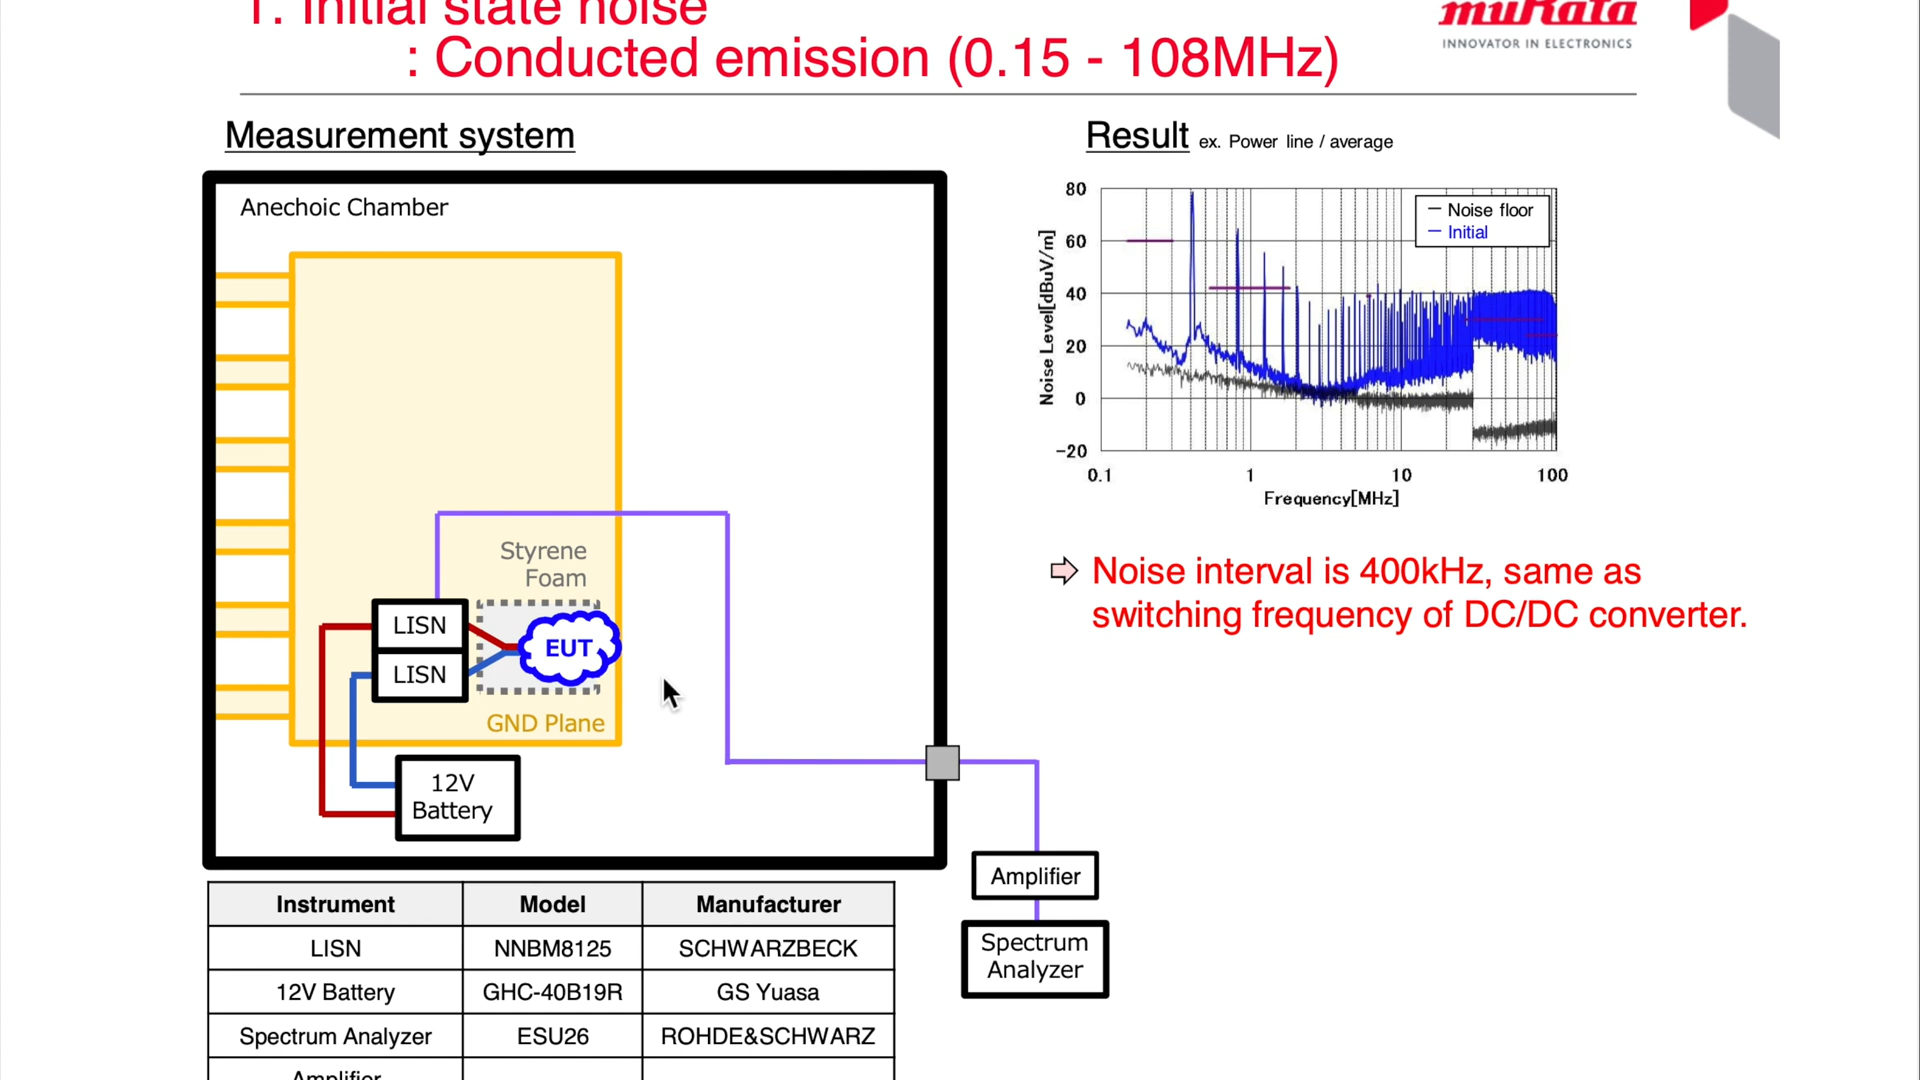 1. Initial state noise
: Conducted emission (0.15 - 108MHz)
muRata
INNOVATOR IN ELECTRONICS
Measurement system
Anechoic Chamber
Styrene
Foam
LISN
LISN
EUT
GND Plane
12V
Battery
Amplifier
Spectrum
Analyzer
Result ex. Power line / average
Noise Level[dBuV/m]
80
60
40
20
0
-20
0.1
1
10
100
Frequency[MHz]
Noise floor
Initial
Noise interval is 400kHz, same as
switching frequency of DC/DC converter.
Instrument Model Manufacturer
LISN NNBM8125 SCHWARZBECK
12V Battery GHC-40B19R GS Yuasa
Spectrum Analyzer ESU26 ROHDE&SCHWARZ
Amplifier